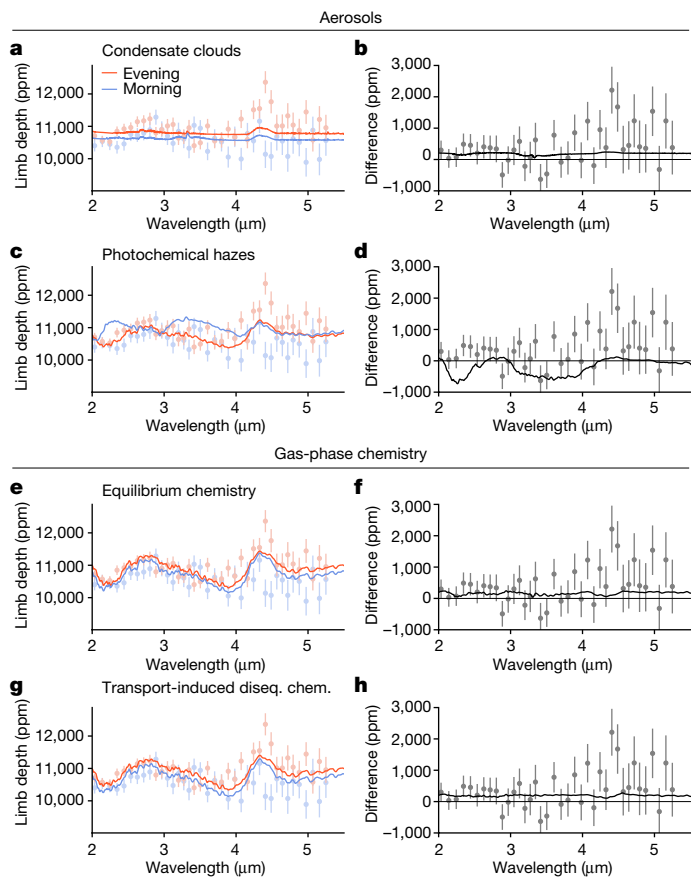 Aerosols
a Condensate clouds
Evening
Morning
Limb depth (ppm)
12,000
11,000
10,000
2 3 4 5
Wavelength (μm)
b
Difference (ppm)
3,000
2,000
1,000
0
−1,000
2 3 4 5
Wavelength (μm)
c Photochemical hazes
Limb depth (ppm)
12,000
11,000
10,000
2 3 4 5
Wavelength (μm)
d
Difference (ppm)
3,000
2,000
1,000
0
−1,000
2 3 4 5
Wavelength (μm)
Gas-phase chemistry
e Equilibrium chemistry
Limb depth (ppm)
12,000
11,000
10,000
2 3 4 5
Wavelength (μm)
f
Difference (ppm)
3,000
2,000
1,000
0
−1,000
2 3 4 5
Wavelength (μm)
g Transport-induced diseq. chem.
Limb depth (ppm)
12,000
11,000
10,000
2 3 4 5
Wavelength (μm)
h
Difference (ppm)
3,000
2,000
1,000
0
−1,000
2 3 4 5
Wavelength (μm)